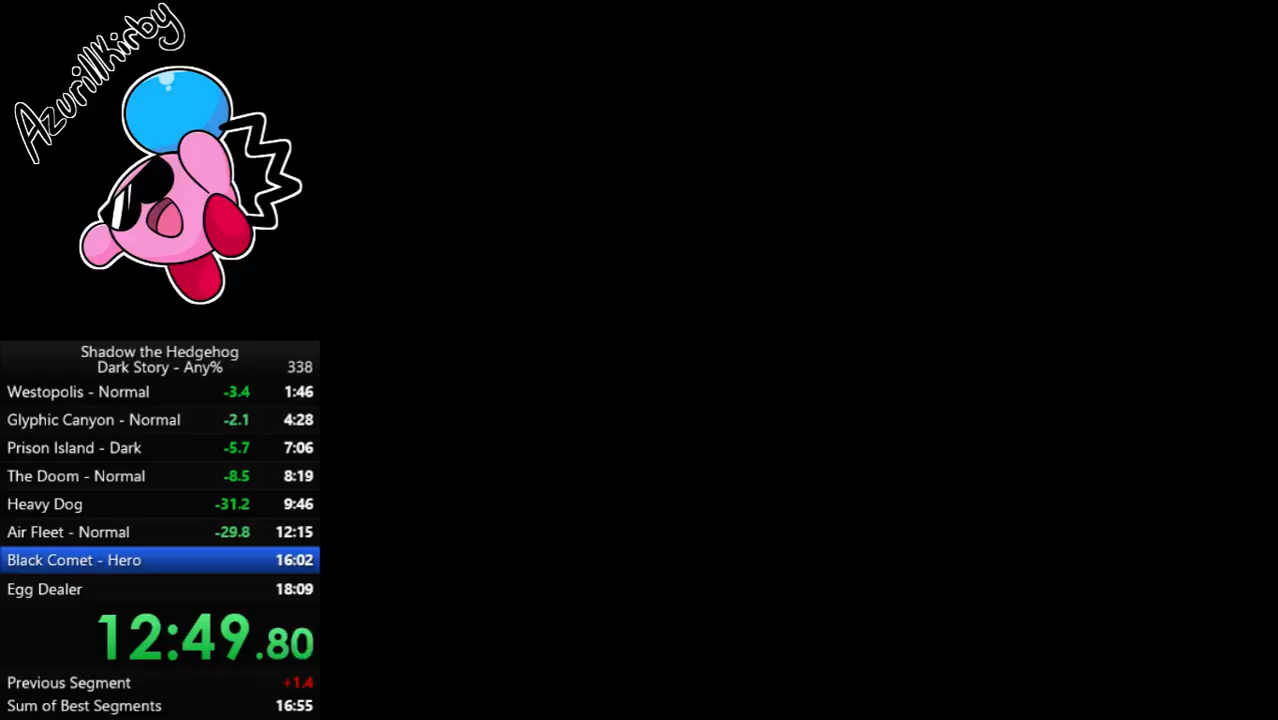 AzurillKirby
Shadow the Hedgehog
Dark Story - Any% 338
Westopolis - Normal -3.4 1:46
Glyphic Canyon - Normal -2.1 4:28
Prison Island - Dark -5.7 7:06
The Doom - Normal -8.5 8:19
Heavy Dog -31.2 9:46
Air Fleet - Normal -29.8 12:15
Black Comet - Hero 16:02
Egg Dealer 18:09
12:49.80
Previous Segment +1.4
Sum of Best Segments 16:55